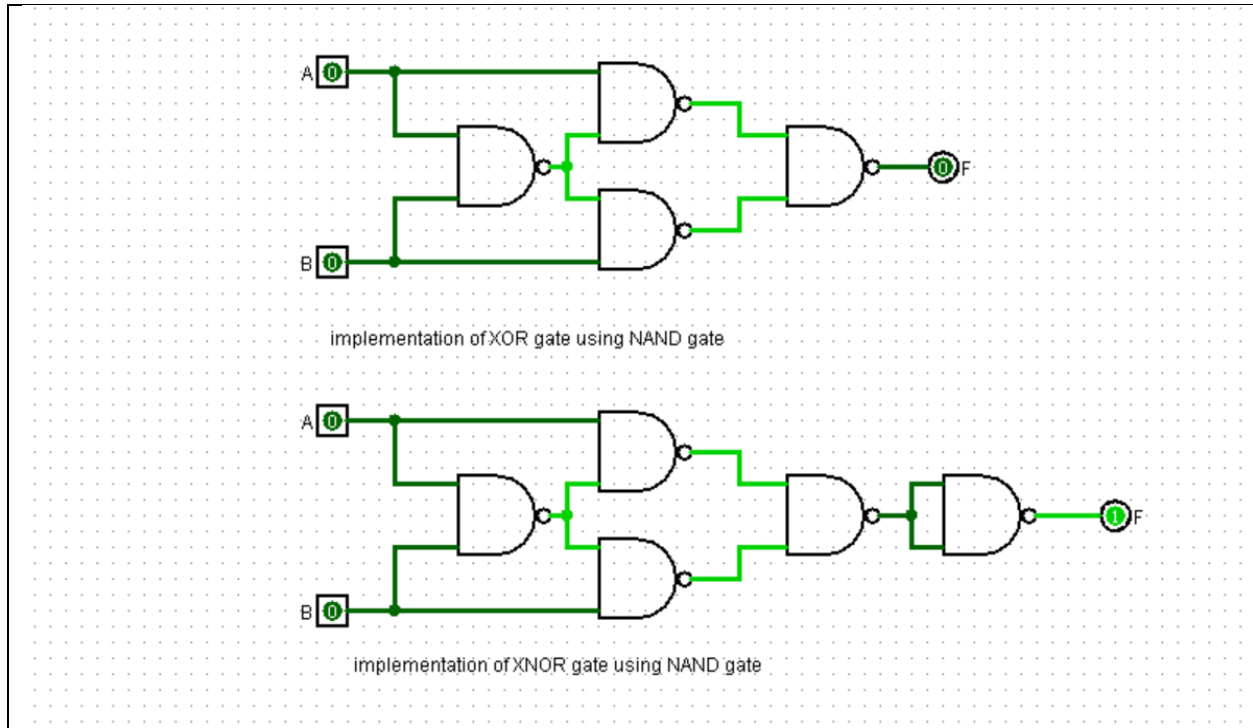 A 0
0 F
B 0
implementation of XOR gate using NAND gate
A 0
1 F
B 0
implementation of XNOR gate using NAND gate